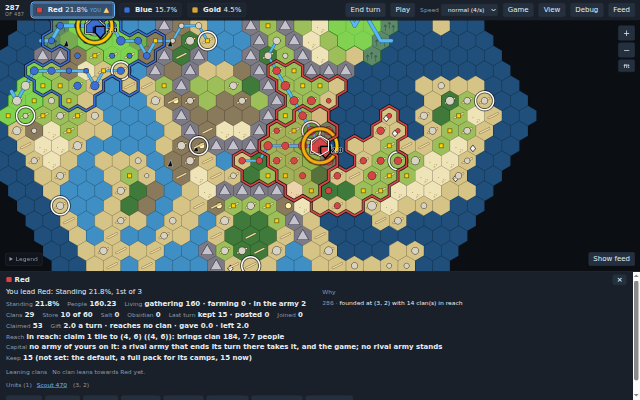 287
OF 487
Red 21.8% YOU
Blue 15.7%
Gold 4.5%
End turn
Play
Speed normal (4/s)
Game
View
Debug
Feed
+
−
fit
Legend
Show feed
Red
×
You lead Red: Standing 21.8%, 1st of 3
Standing 21.8% People 160.23 Living gathering 160 · farming 0 · in the army 2
Clans 29 Store 10 of 60 Salt 0 Obsidian 0 Last turn kept 15 · posted 0 Joined 0
Claimed 53 Gift 2.0 a turn · reaches no clan · gave 0.0 · left 2.0
Reach in reach: claim 1 tile to (4, 6) ((4, 6)): brings clan 184, 7.7 people
Capital no army of yours on it: a rival army that ends its turn there takes it, and the game; no rival army stands
Keep 15 (not set: the default, a full pack for its camps, 15 now)
Leaning clans No clan leans towards Red yet.
Units (1) Scout 470 (3, 2)
Why
286 · founded at (3, 2) with 14 clan(s) in reach